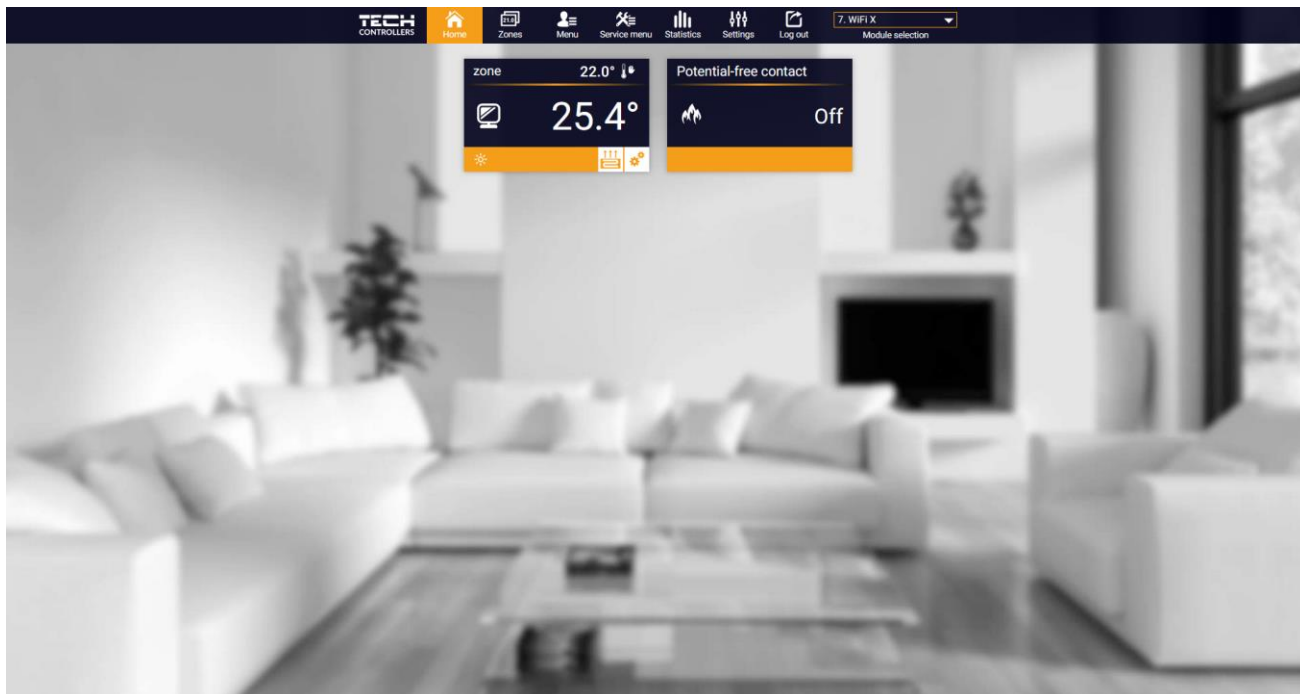 TECH
CONTROLLERS
Home
Zones
Menu
Service menu
Statistics
Settings
Log out
7. WiFi X
Module selection
zone 22.0°
25.4°
Potential-free contact
Off